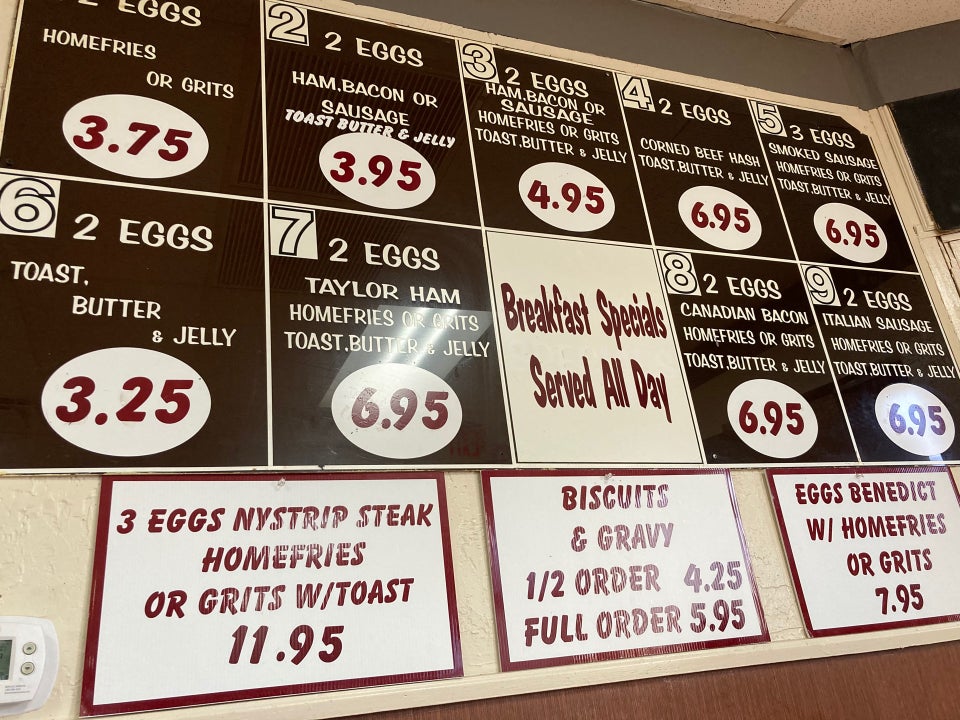 2 EGGS
HOMEFRIES
OR GRITS
3.75
2
2 EGGS
HAM,BACON OR
SAUSAGE
TOAST BUTTER & JELLY
3.95
3
2 EGGS
HAM,BACON OR
SAUSAGE
HOMEFRIES OR GRITS
TOAST,BUTTER & JELLY
4.95
4
2 EGGS
CORNED BEEF HASH
TOAST,BUTTER & JELLY
6.95
5
3 EGGS
SMOKED SAUSAGE
HOMEFRIES OR GRITS
TOAST,BUTTER & JELLY
6.95
6
2 EGGS
TOAST,
BUTTER
& JELLY
3.25
7
2 EGGS
TAYLOR HAM
HOMEFRIES OR GRITS
TOAST,BUTTER & JELLY
6.95
Breakfast Specials
Served All Day
8
2 EGGS
CANADIAN BACON
HOMEFRIES OR GRITS
TOAST,BUTTER & JELLY
6.95
9
2 EGGS
ITALIAN SAUSAGE
HOMEFRIES OR GRITS
TOAST,BUTTER & JELLY
6.95
3 EGGS NYSTRIP STEAK
HOMEFRIES
OR GRITS W/TOAST
11.95
BISCUITS
& GRAVY
1/2 ORDER 4.25
FULL ORDER 5.95
EGGS BENEDICT
W/ HOMEFRIES
OR GRITS
7.95